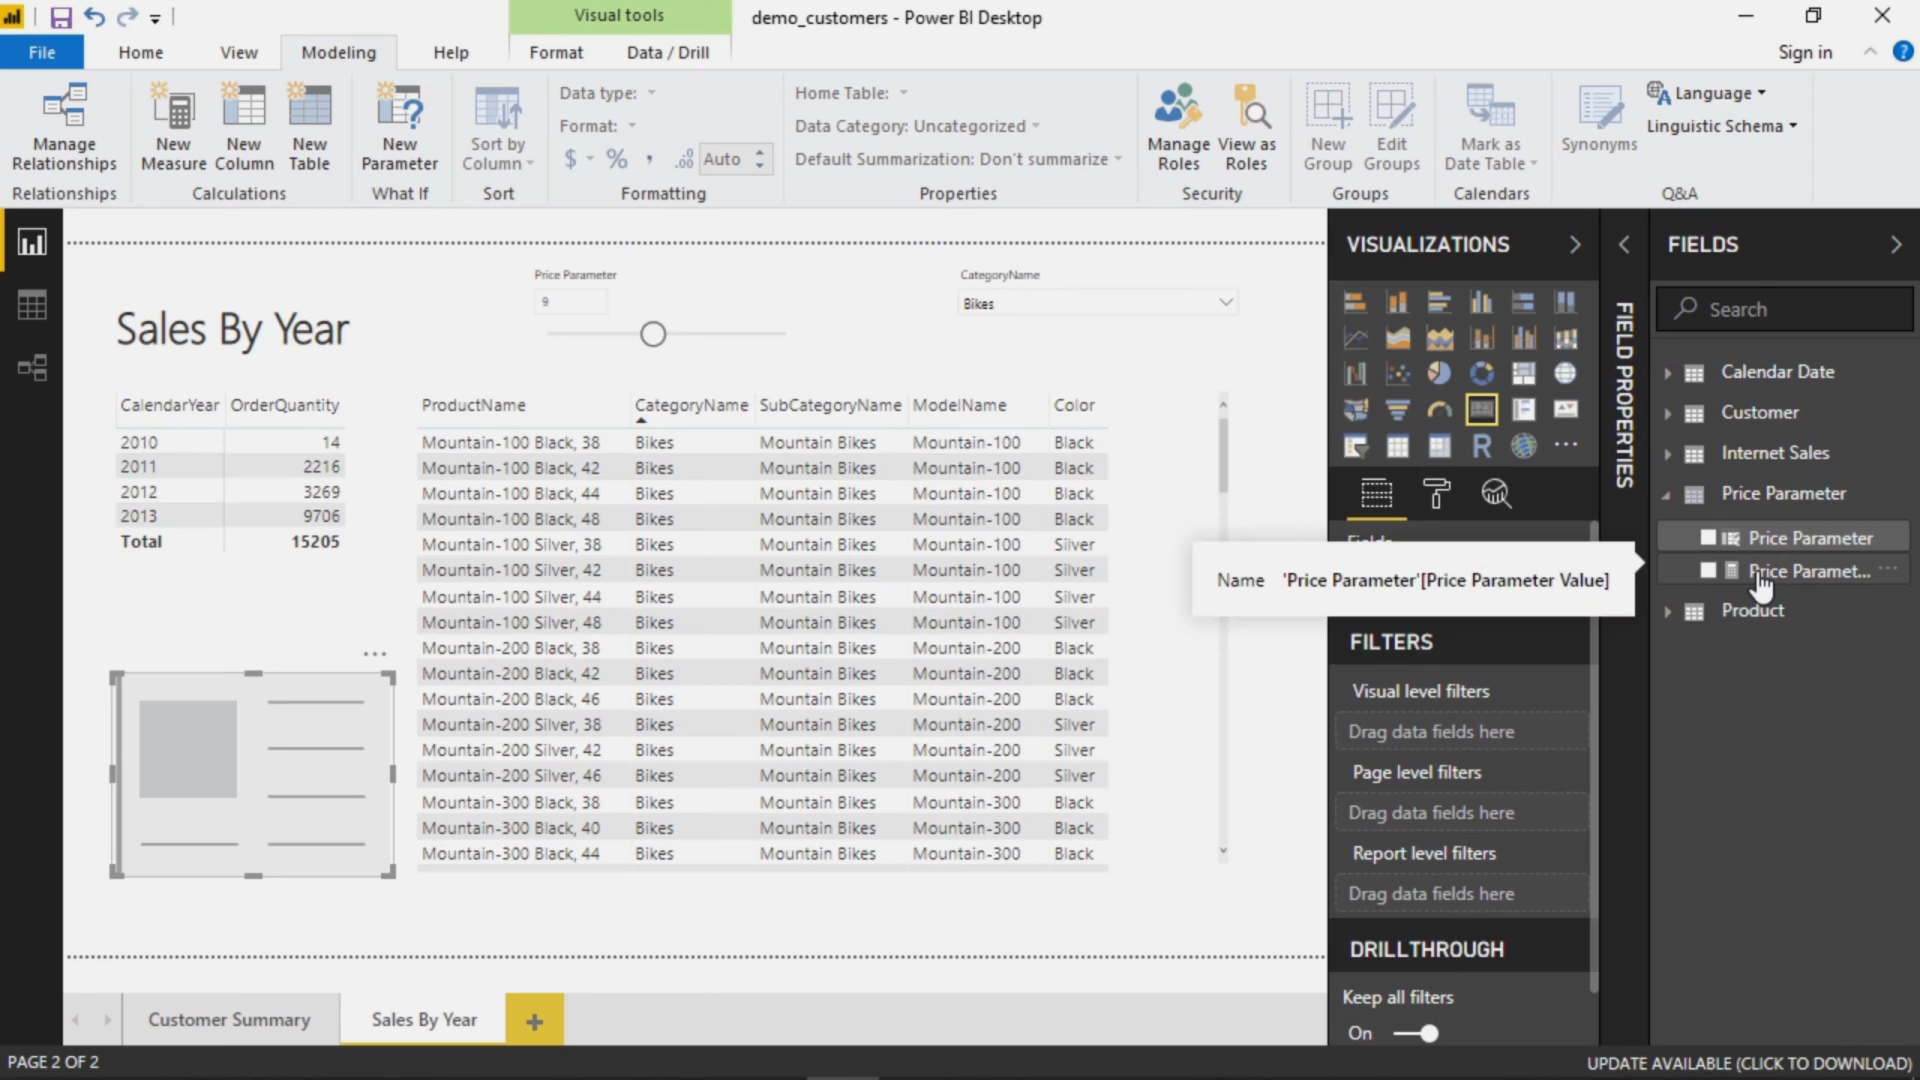 Visual tools
demo_customers - Power BI Desktop
File
Home
View
Modeling
Help
Format
Data / Drill
Sign in
Manage
Relationships
New
Measure
New
Column
New
Table
New
Parameter
Sort by
Column
Data type:
Format:
$ % , .00 Auto
Home Table:
Data Category: Uncategorized
Default Summarization: Don't summarize
Manage
Roles
View as
Roles
New
Group
Edit
Groups
Mark as
Date Table
Synonyms
Language
Linguistic Schema
Relationships
Calculations
What If
Sort
Formatting
Properties
Security
Groups
Calendars
Q&A
Sales By Year
Price Parameter
9
CategoryName
Bikes
CalendarYear OrderQuantity
2010 14
2011 2216
2012 3269
2013 9706
Total 15205
ProductName CategoryName SubCategoryName ModelName Color
Mountain-100 Black, 38 Bikes Mountain Bikes Mountain-100 Black
Mountain-100 Black, 42 Bikes Mountain Bikes Mountain-100 Black
Mountain-100 Black, 44 Bikes Mountain Bikes Mountain-100 Black
Mountain-100 Black, 48 Bikes Mountain Bikes Mountain-100 Black
Mountain-100 Silver, 38 Bikes Mountain Bikes Mountain-100 Silver
Mountain-100 Silver, 42 Bikes Mountain Bikes Mountain-100 Silver
Mountain-100 Silver, 44 Bikes Mountain Bikes Mountain-100 Silver
Mountain-100 Silver, 48 Bikes Mountain Bikes Mountain-100 Silver
Mountain-200 Black, 38 Bikes Mountain Bikes Mountain-200 Black
Mountain-200 Black, 42 Bikes Mountain Bikes Mountain-200 Black
Mountain-200 Black, 46 Bikes Mountain Bikes Mountain-200 Black
Mountain-200 Silver, 38 Bikes Mountain Bikes Mountain-200 Silver
Mountain-200 Silver, 42 Bikes Mountain Bikes Mountain-200 Silver
Mountain-200 Silver, 46 Bikes Mountain Bikes Mountain-200 Silver
Mountain-300 Black, 38 Bikes Mountain Bikes Mountain-300 Black
Mountain-300 Black, 40 Bikes Mountain Bikes Mountain-300 Black
Mountain-300 Black, 44 Bikes Mountain Bikes Mountain-300 Black
VISUALIZATIONS
R
Fields
Name 'Price Parameter'[Price Parameter Value]
FILTERS
Visual level filters
Drag data fields here
Page level filters
Drag data fields here
Report level filters
Drag data fields here
DRILLTHROUGH
Keep all filters
On
FIELD PROPERTIES
FIELDS
Search
Calendar Date
Customer
Internet Sales
Price Parameter
Price Parameter
Price Paramet...
Product
Customer Summary
Sales By Year
PAGE 2 OF 2
UPDATE AVAILABLE (CLICK TO DOWNLOAD)